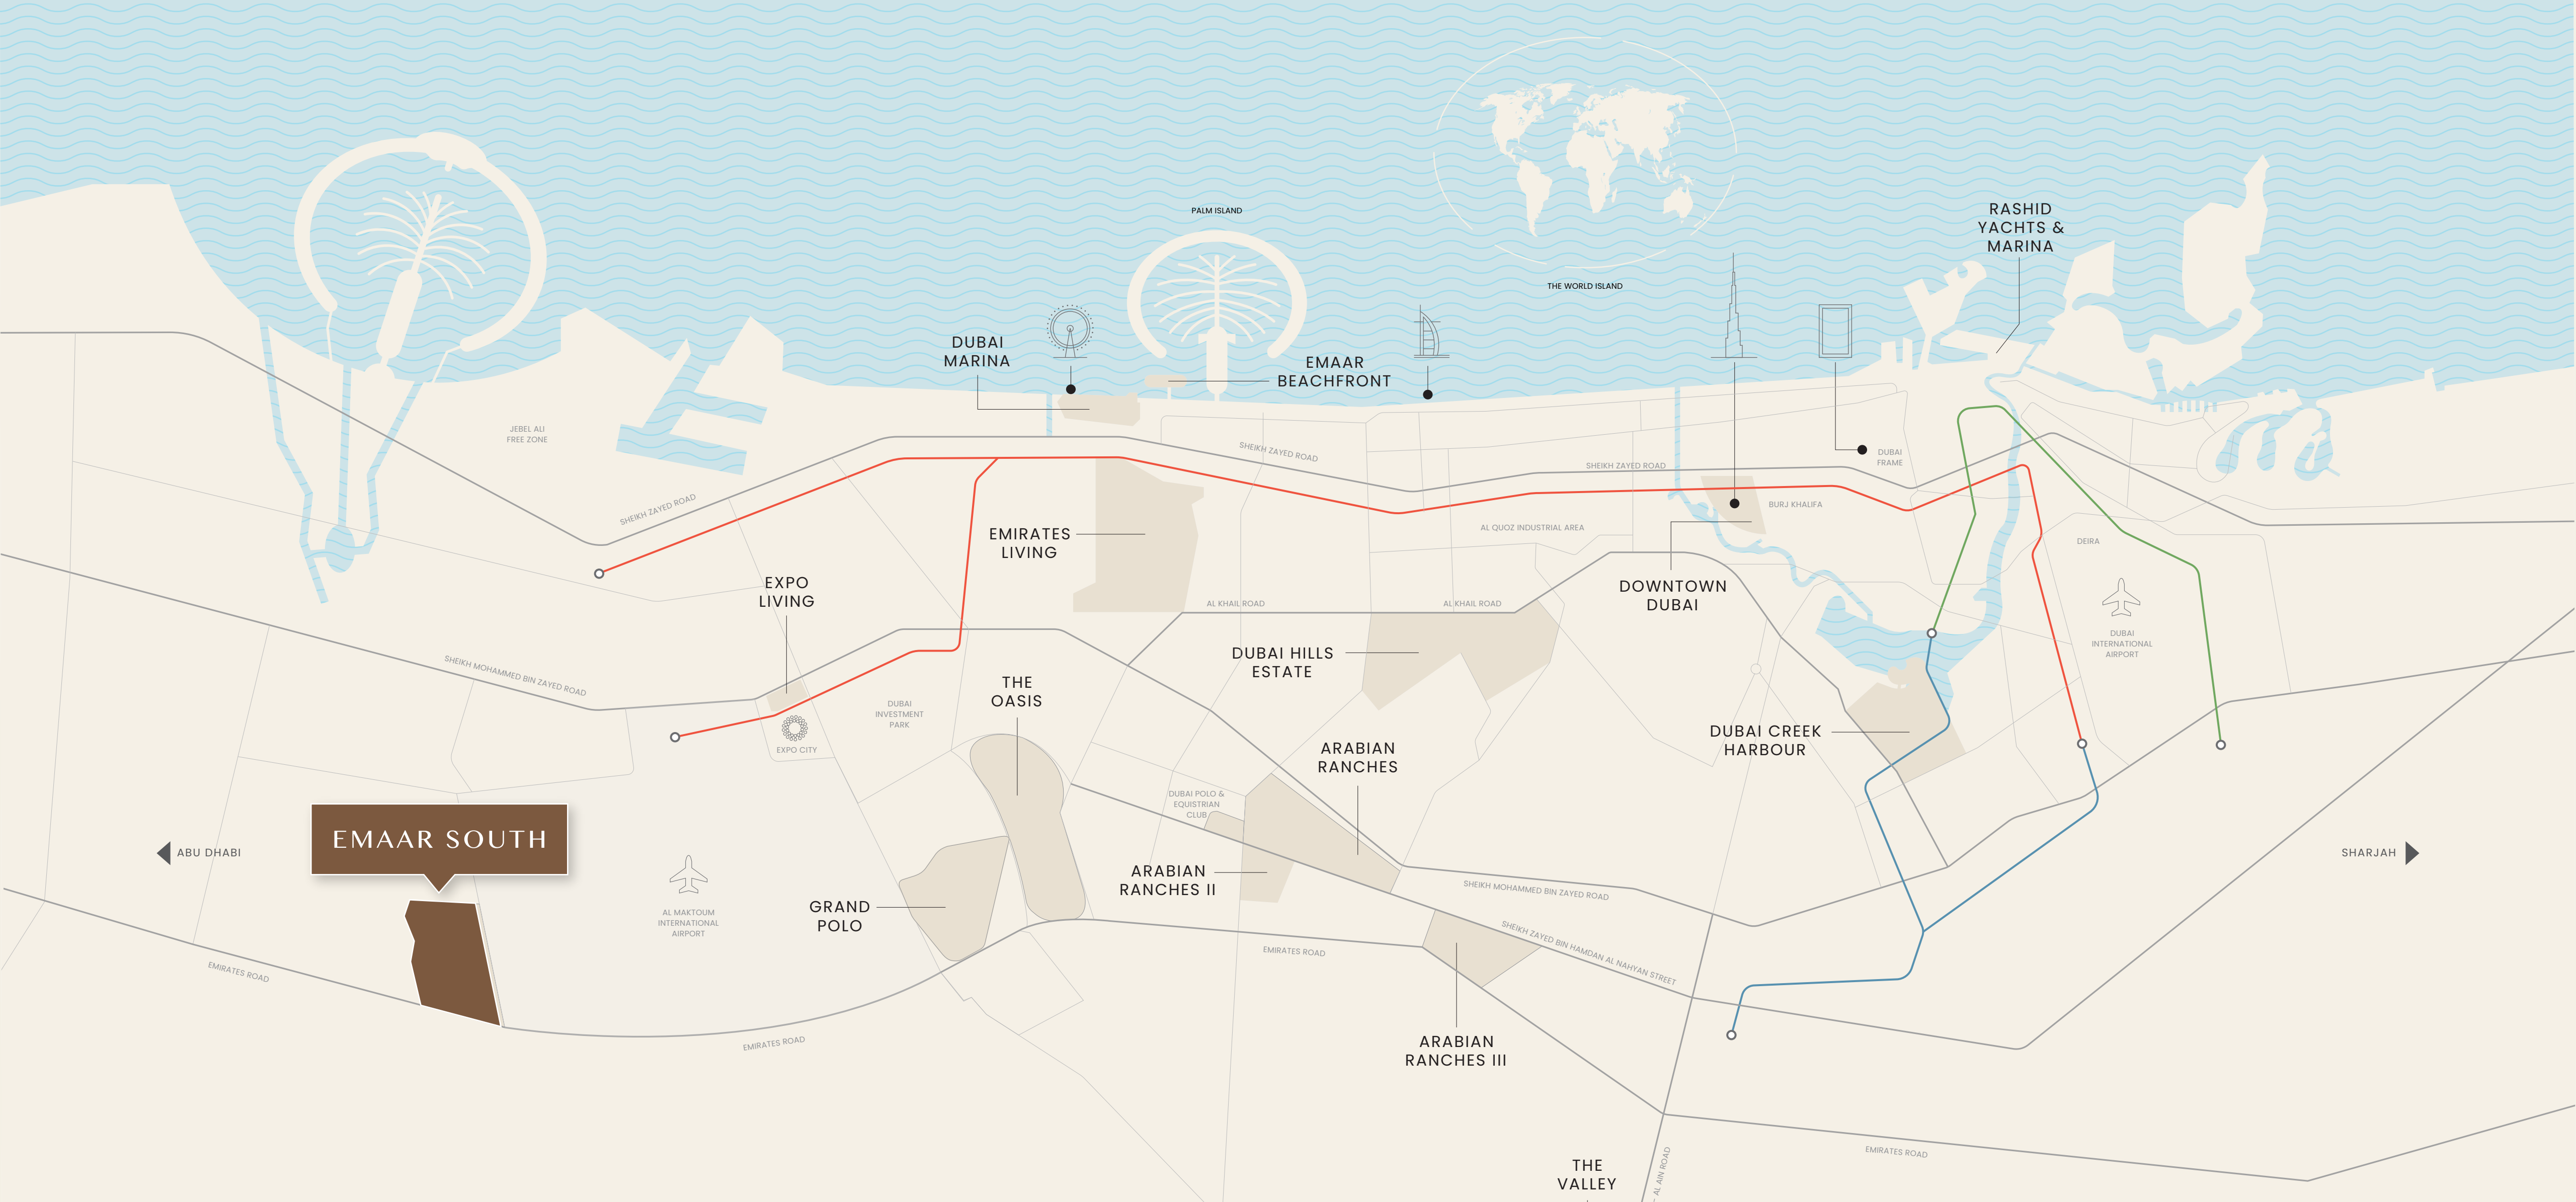 PALM ISLAND
THE WORLD ISLAND
RASHID
YACHTS &
MARINA
DUBAI
MARINA
EMAAR
BEACHFRONT
JEBEL ALI
FREE ZONE
SHEIKH ZAYED ROAD
SHEIKH ZAYED ROAD
SHEIKH ZAYED ROAD
DUBAI
FRAME
BURJ KHALIFA
AL QUOZ INDUSTRIAL AREA
EMIRATES
LIVING
DEIRA
EXPO
LIVING
DOWNTOWN
DUBAI
AL KHAIL ROAD
AL KHAIL ROAD
DUBAI
INTERNATIONAL
AIRPORT
DUBAI HILLS
ESTATE
SHEIKH MOHAMMED BIN ZAYED ROAD
THE
OASIS
DUBAI
INVESTMENT
PARK
EXPO CITY
DUBAI CREEK
HARBOUR
ARABIAN
RANCHES
DUBAI POLO &
EQUISTRIAN
CLUB
EMAAR SOUTH
ABU DHABI
SHARJAH
ARABIAN
RANCHES II
SHEIKH MOHAMMED BIN ZAYED ROAD
GRAND
POLO
AL MAKTOUM
INTERNATIONAL
AIRPORT
SHEIKH ZAYED BIN HAMDAN AL NAHYAN STREET
EMIRATES ROAD
EMIRATES ROAD
EMIRATES ROAD
ARABIAN
RANCHES III
EMIRATES ROAD
THE
VALLEY
AL AIN ROAD